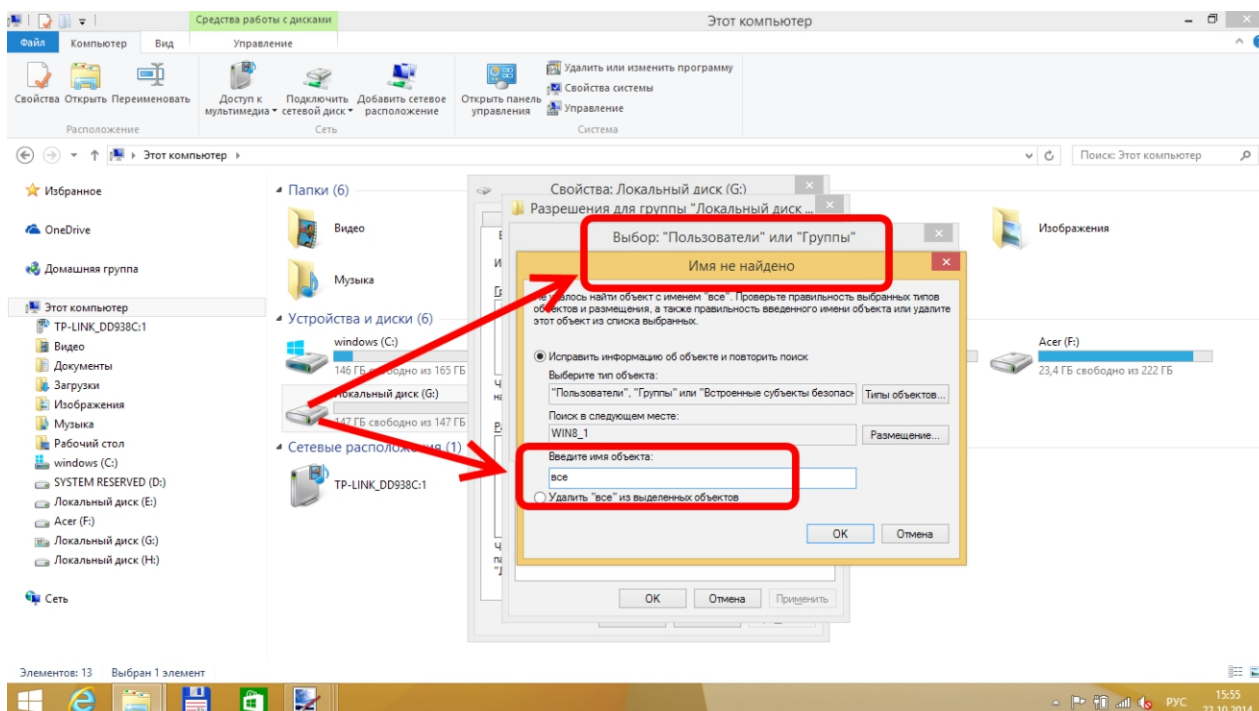 Средства работы с дисками
Этот компьютер
Файл
Компьютер
Вид
Управление
Свойства
Открыть
Переименовать
Доступ к мультимедиа
Подключить сетевой диск
Добавить сетевое расположение
Открыть панель управления
Удалить или изменить программу
Свойства системы
Управление
Расположение
Сеть
Система
Этот компьютер
Поиск: Этот компьютер
Избранное
OneDrive
Домашняя группа
Этот компьютер
TP-LINK_DD938C:1
Видео
Документы
Загрузки
Изображения
Музыка
Рабочий стол
windows (C:)
SYSTEM RESERVED (D:)
Локальный диск (E:)
Acer (F:)
Локальный диск (G:)
Локальный диск (H:)
Сеть
Папки (6)
Видео
Музыка
Изображения
Устройства и диски (6)
windows (C:)
146 ГБ свободно из 165 ГБ
Локальный диск (G:)
147 ГБ свободно из 147 ГБ
Acer (F:)
23,4 ГБ свободно из 222 ГБ
Сетевые расположения (1)
TP-LINK_DD938C:1
Свойства: Локальный диск (G:)
Разрешения для группы "Локальный диск ...
Выбор: "Пользователи" или "Группы"
Имя не найдено
Не удалось найти объект с именем "все". Проверьте правильность выбранных типов
объектов и размещения, а также правильность введенного имени объекта или удалите
этот объект из списка выбранных.
Исправить информацию об объекте и повторить поиск
Выберите тип объекта:
"Пользователи", "Группы" или "Встроенные субъекты безопас
Типы объектов...
Поиск в следующем месте:
WIN8_1
Размещение...
Введите имя объекта:
все
Удалить "все" из выделенных объектов
OK
Отмена
OK
Отмена
Применить
Элементов: 13
Выбран 1 элемент
РУС
15:55
22.10.2014